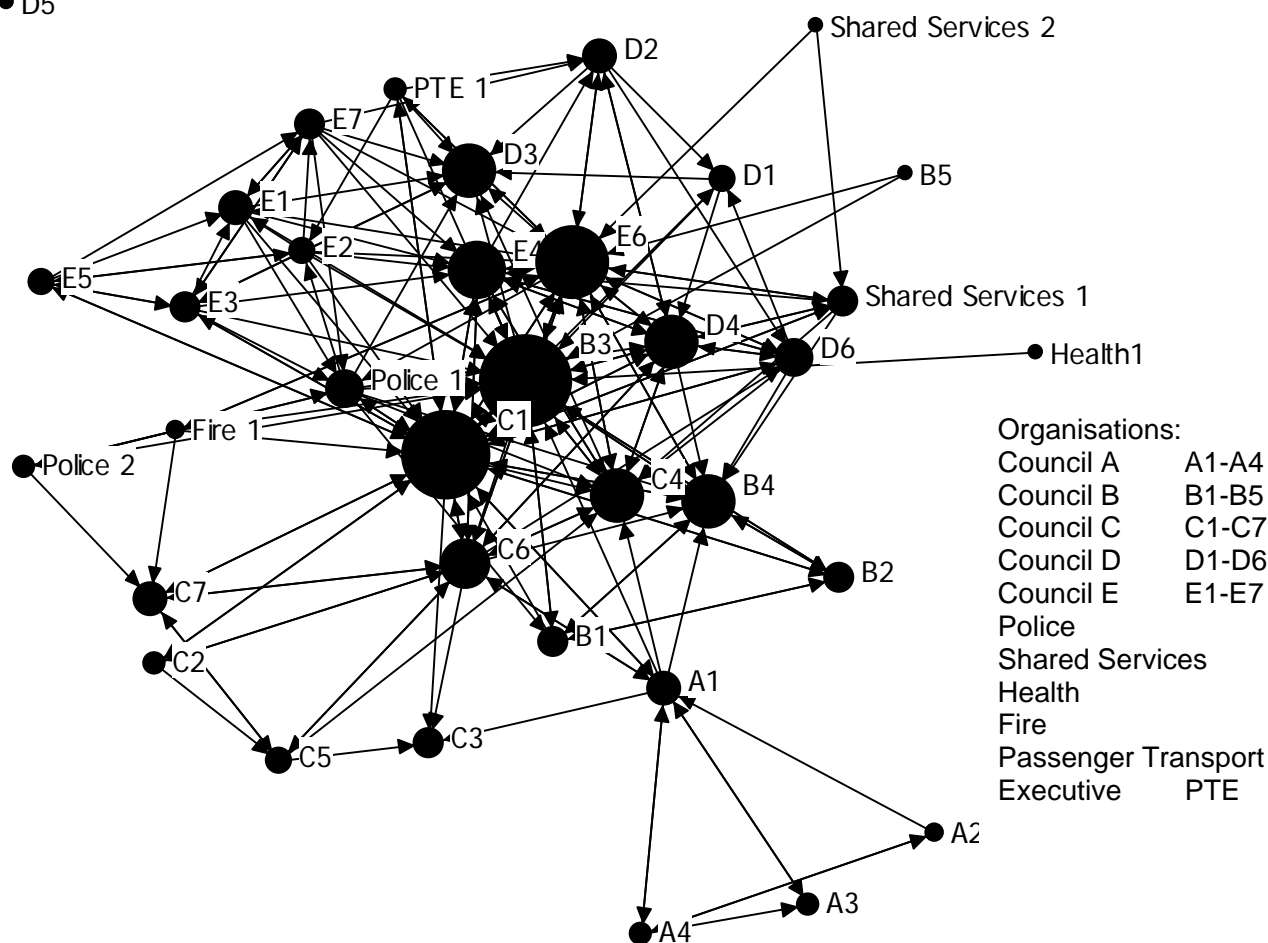 D5
Shared Services 2
D2
PTE 1
E7
D3
D1
B5
E1
E2
E4
E6
E5
E3
Shared Services 1
D4
B3
D6
Health1
Police 1
C1
Fire 1
Police 2
C4
B4
C6
B2
C7
B1
C2
A1
C3
C5
A2
A3
A4
Organisations:
Council A A1-A4
Council B B1-B5
Council C C1-C7
Council D D1-D6
Council E E1-E7
Police
Shared Services
Health
Fire
Passenger Transport
Executive PTE